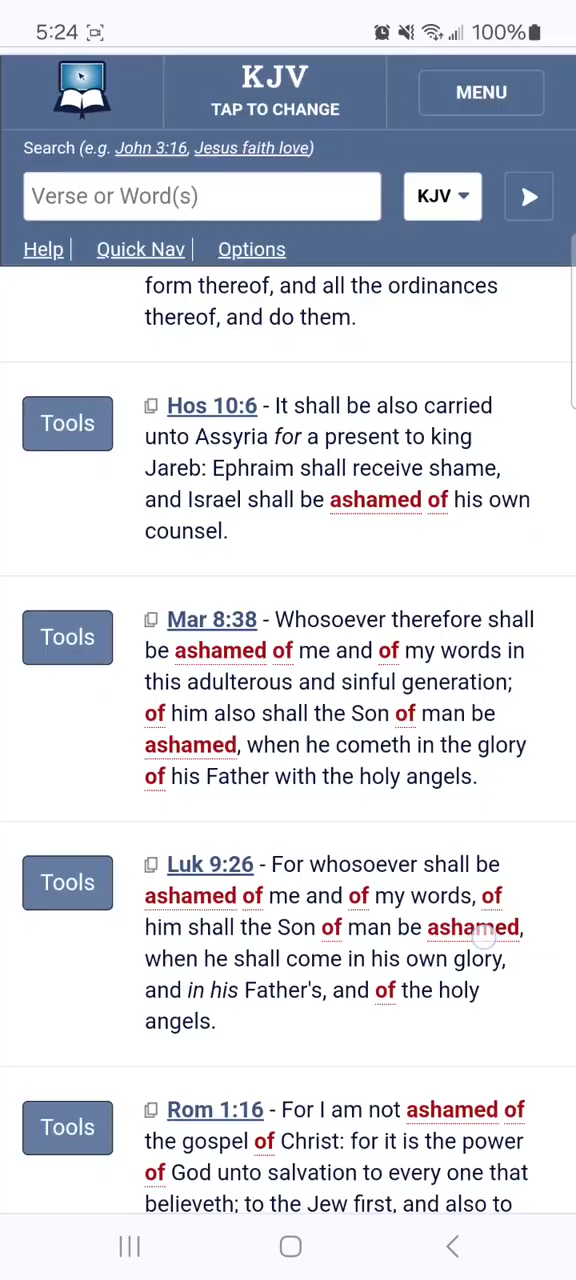 5:24 100%
KJV
TAP TO CHANGE
MENU
Search (e.g. John 3:16, Jesus faith love)
Verse or Word(s)
KJV
Help | Quick Nav | Options
form thereof, and all the ordinances
thereof, and do them.
Tools
Hos 10:6 - It shall be also carried
unto Assyria for a present to king
Jareb: Ephraim shall receive shame,
and Israel shall be ashamed of his own
counsel.
Tools
Mar 8:38 - Whosoever therefore shall
be ashamed of me and of my words in
this adulterous and sinful generation;
of him also shall the Son of man be
ashamed, when he cometh in the glory
of his Father with the holy angels.
Tools
Luk 9:26 - For whosoever shall be
ashamed of me and of my words, of
him shall the Son of man be ashamed,
when he shall come in his own glory,
and in his Father's, and of the holy
angels.
Tools
Rom 1:16 - For I am not ashamed of
the gospel of Christ: for it is the power
of God unto salvation to every one that
believeth; to the Jew first, and also to